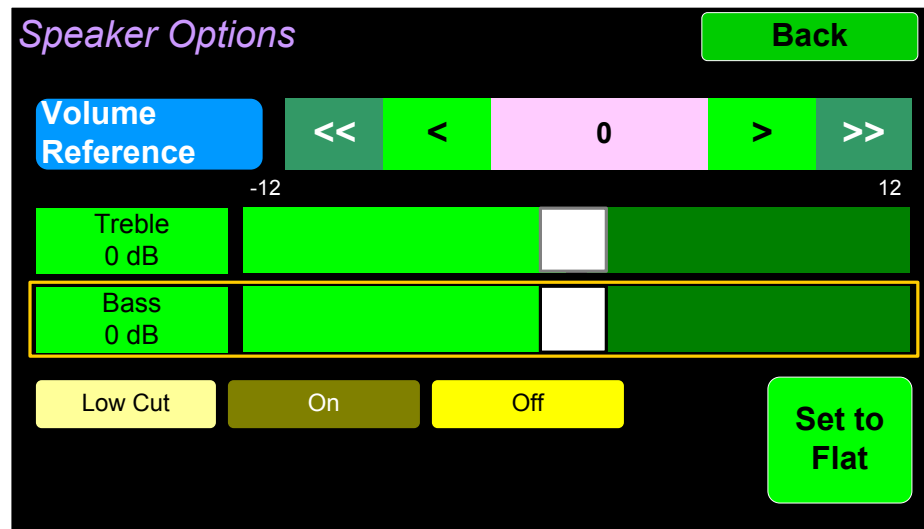 Speaker Options
Back
Volume
Reference
<< < 0 > >>
-12 12
Treble
0 dB
Bass
0 dB
Low Cut On Off
Set to
Flat